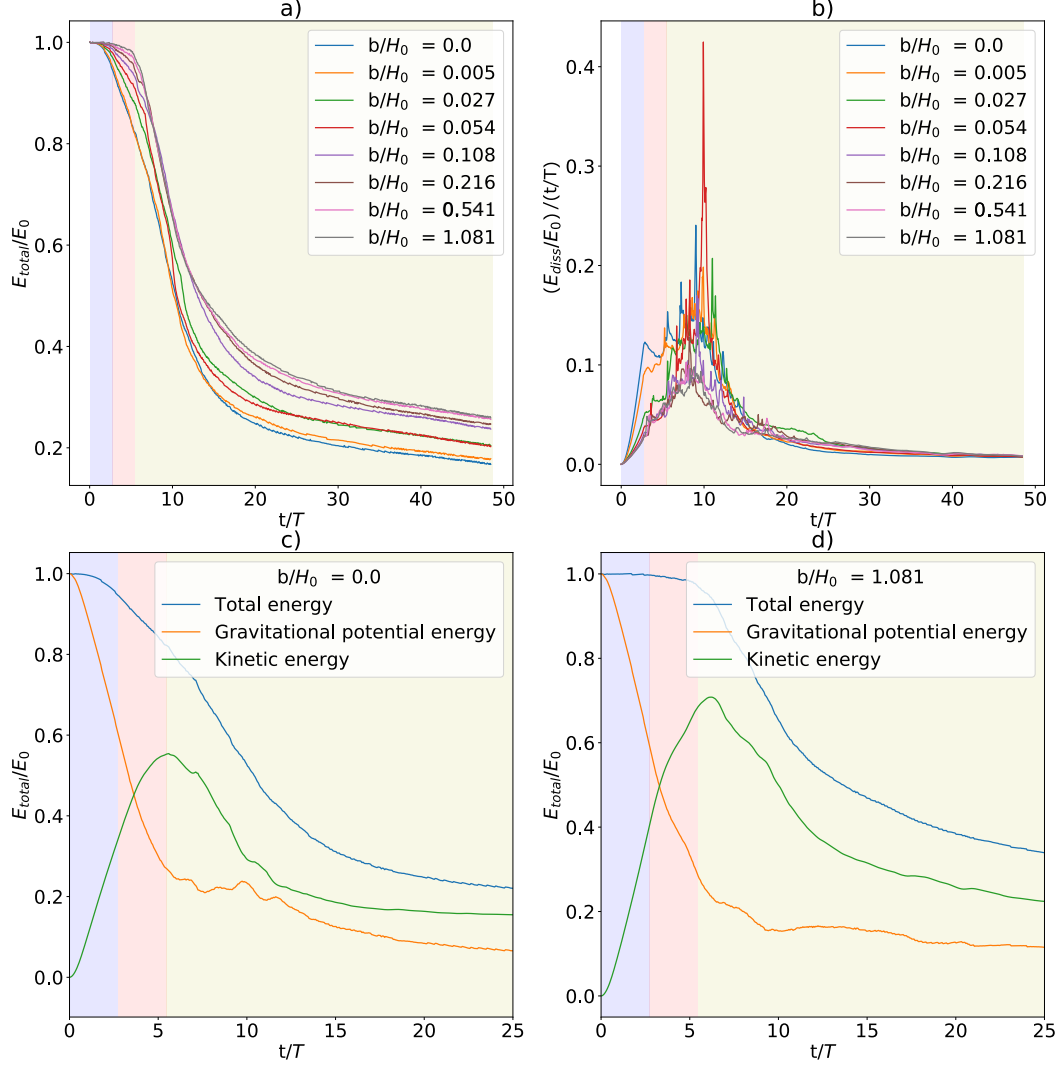 a)
E_total/E_0
1.0
0.8
0.6
0.4
0.2
b/H_0 = 0.0
b/H_0 = 0.005
b/H_0 = 0.027
b/H_0 = 0.054
b/H_0 = 0.108
b/H_0 = 0.216
b/H_0 = 0.541
b/H_0 = 1.081
0 10 20 30 40 50
t/T
b)
(E_diss/E_0)/(t/T)
0.4
0.3
0.2
0.1
0.0
b/H_0 = 0.0
b/H_0 = 0.005
b/H_0 = 0.027
b/H_0 = 0.054
b/H_0 = 0.108
b/H_0 = 0.216
b/H_0 = 0.541
b/H_0 = 1.081
0 10 20 30 40 50
t/T
c)
E_total/E_0
1.0
0.8
0.6
0.4
0.2
0.0
b/H_0 = 0.0
Total energy
Gravitational potential energy
Kinetic energy
0 5 10 15 20 25
t/T
d)
E_total/E_0
1.0
0.8
0.6
0.4
0.2
0.0
b/H_0 = 1.081
Total energy
Gravitational potential energy
Kinetic energy
0 5 10 15 20 25
t/T